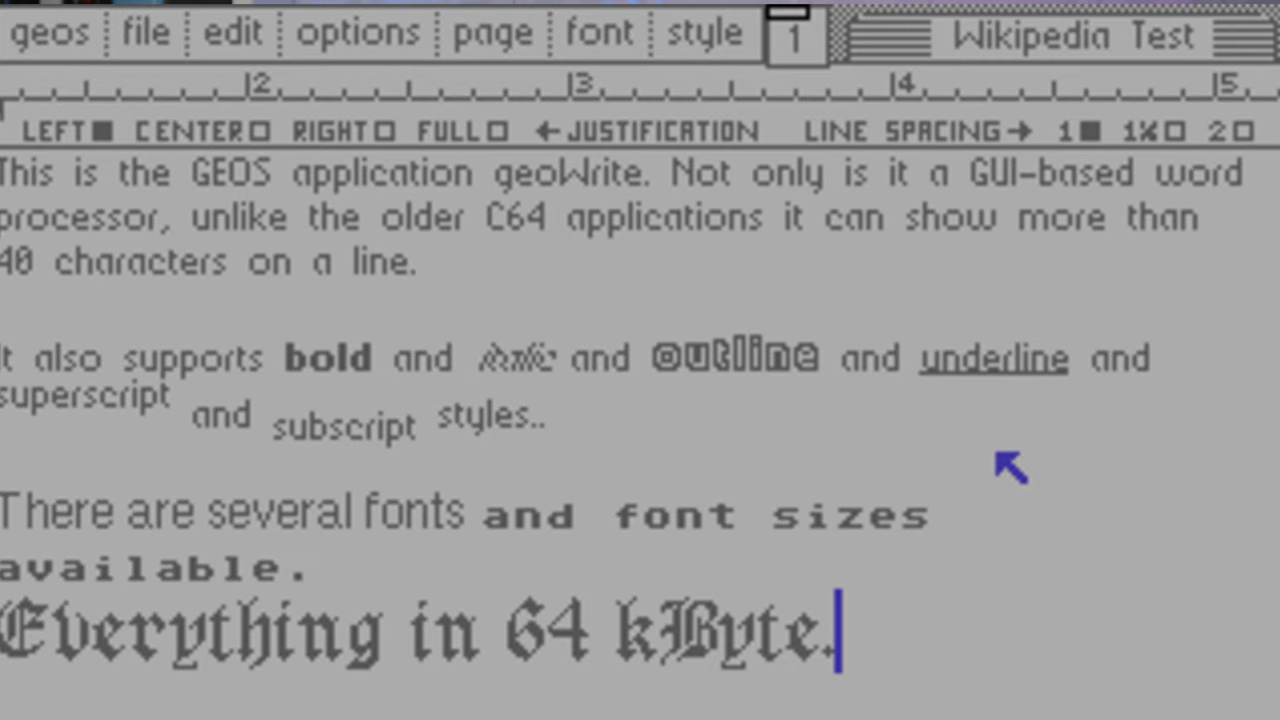 geos file edit options page font style 1 Wikipedia Test
2 3 4 5
LEFT CENTER RIGHT FULL ←JUSTIFICATION LINE SPACING→ 1 1½ 2
This is the GEOS application geoWrite. Not only is it a GUI-based word
processor, unlike the older C64 applications it can show more than
40 characters on a line.
It also supports bold and italic and outline and underline and
superscript and subscript styles..
There are several fonts and font sizes
available.
Everything in 64 kByte.